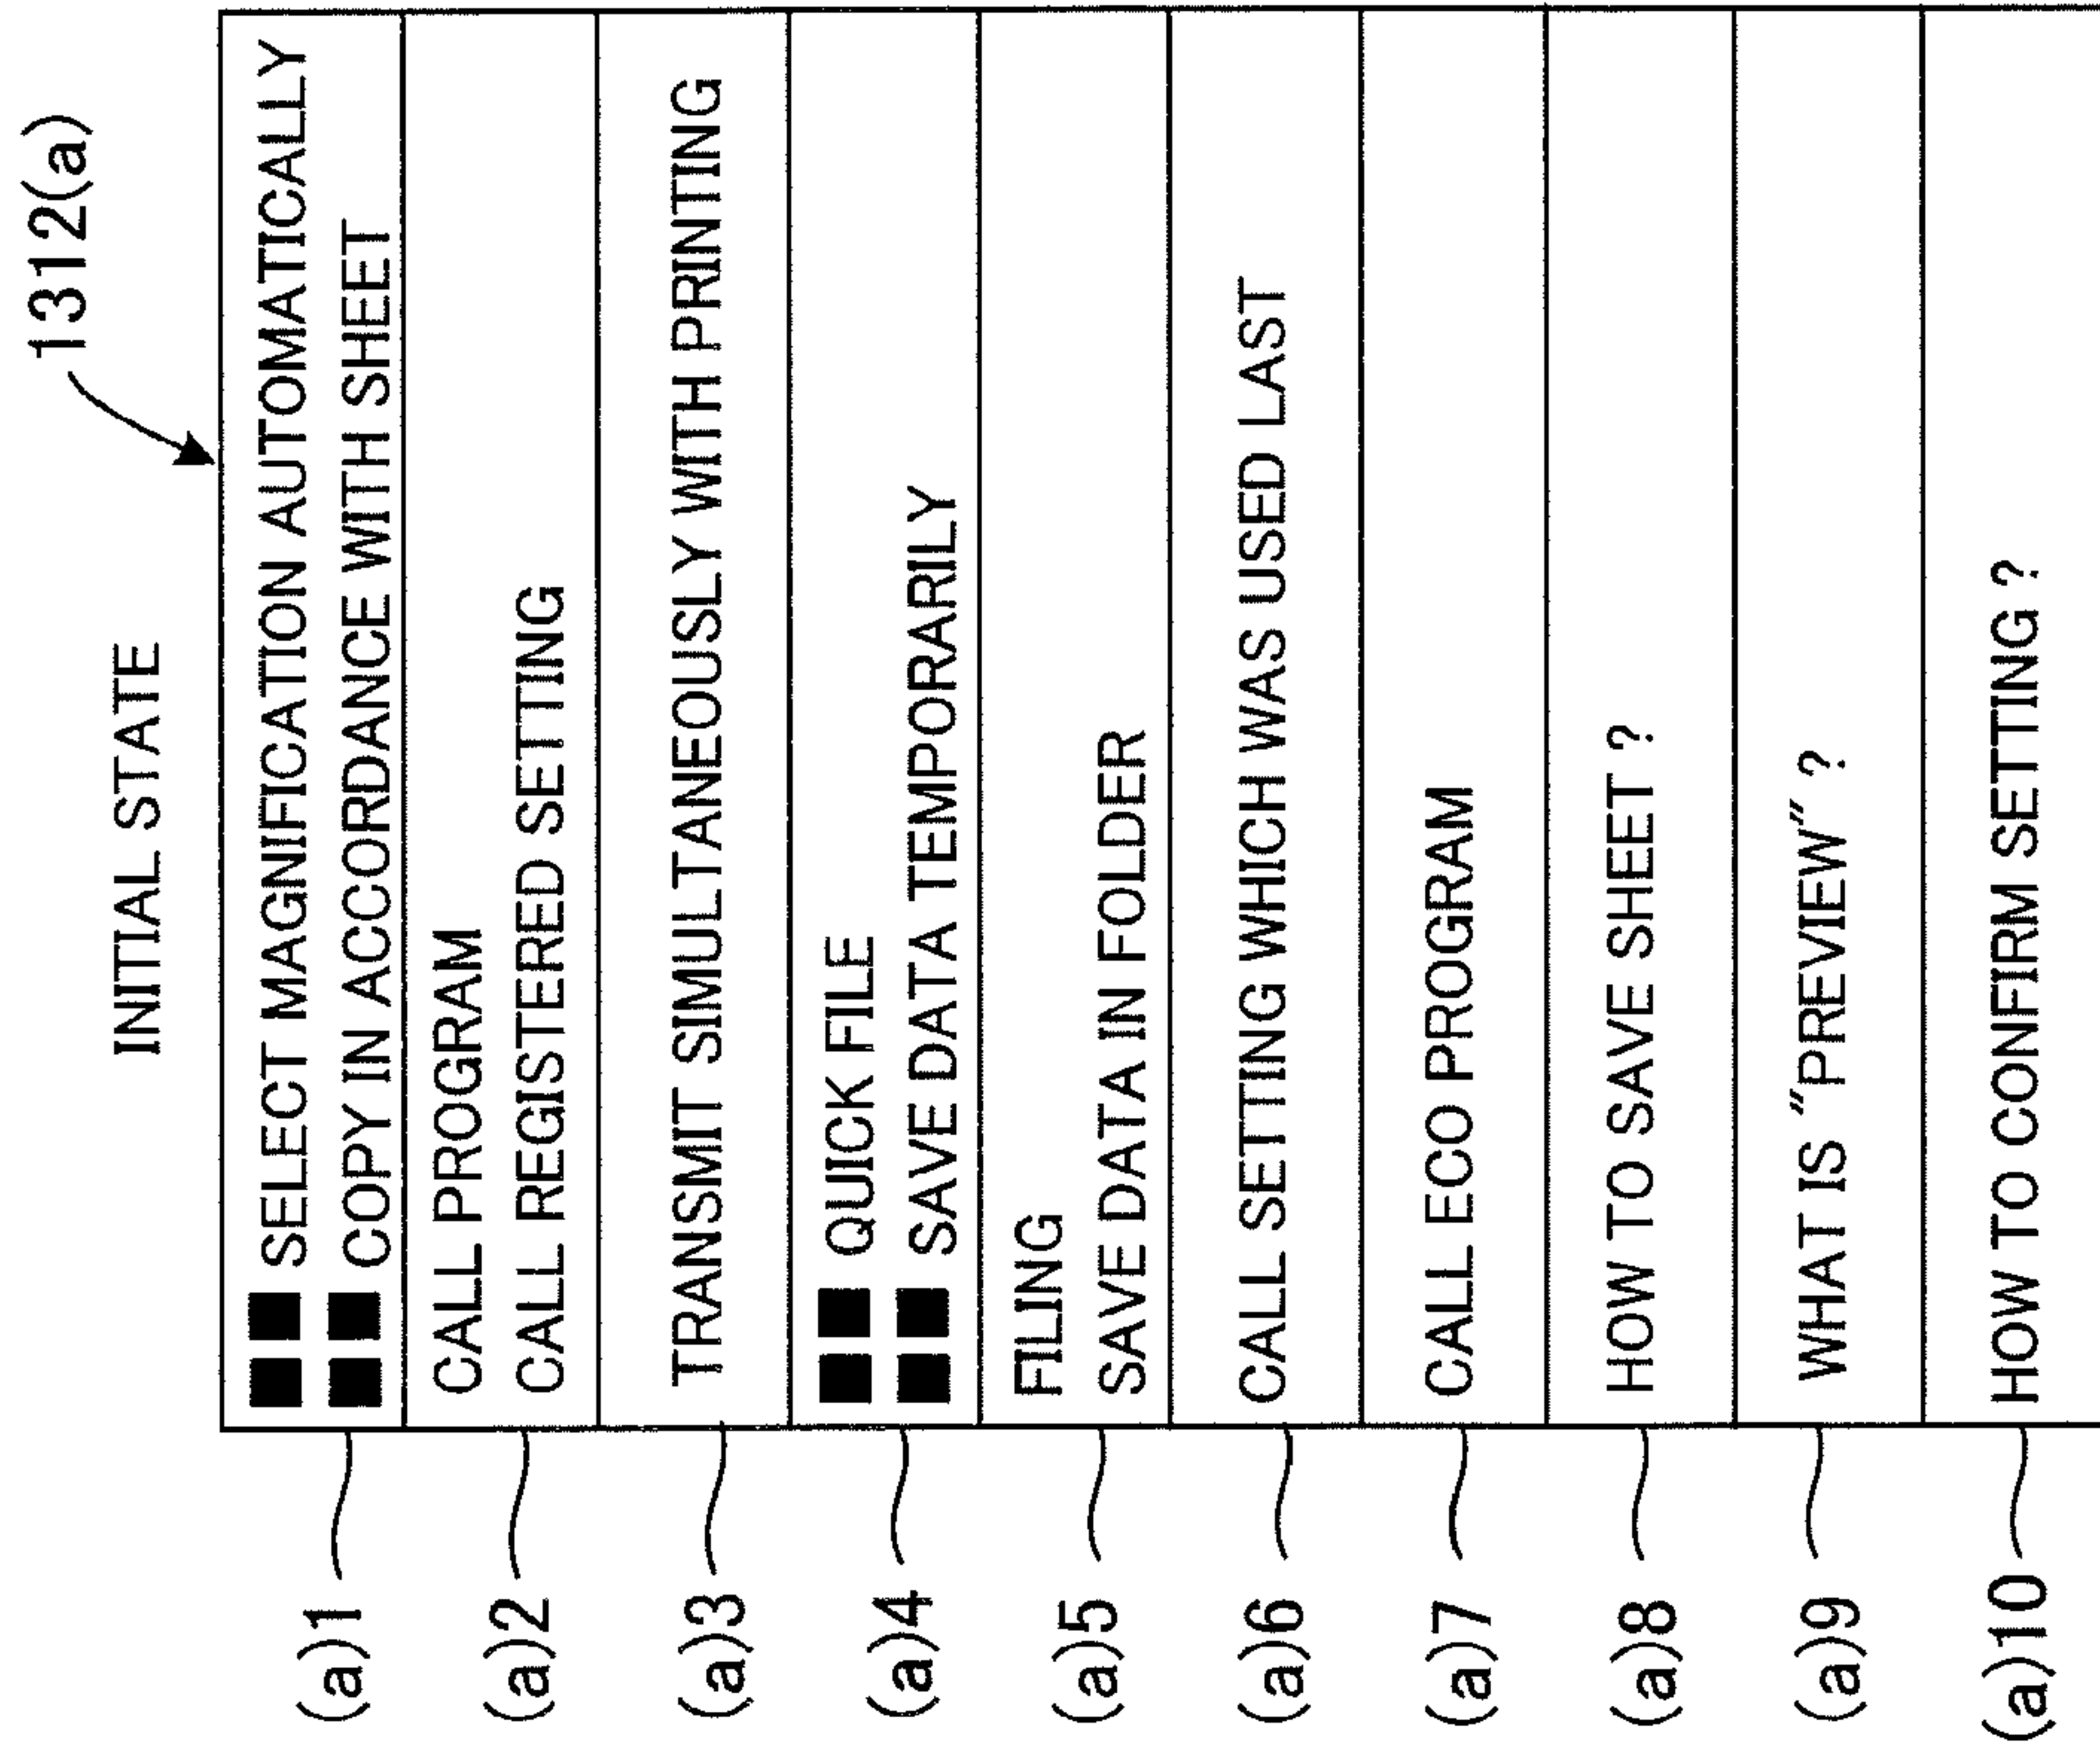 INITIAL STATE
1312(a)
(a)1
SELECT MAGNIFICATION AUTOMATICALLY
COPY IN ACCORDANCE WITH SHEET
(a)2
CALL PROGRAM
CALL REGISTERED SETTING
(a)3
TRANSMIT SIMULTANEOUSLY WITH PRINTING
(a)4
QUICK FILE
SAVE DATA TEMPORARILY
(a)5
FILING
SAVE DATA IN FOLDER
(a)6
CALL SETTING WHICH WAS USED LAST
(a)7
CALL ECO PROGRAM
(a)8
HOW TO SAVE SHEET ?
(a)9
WHAT IS "PREVIEW" ?
(a)10
HOW TO CONFIRM SETTING ?